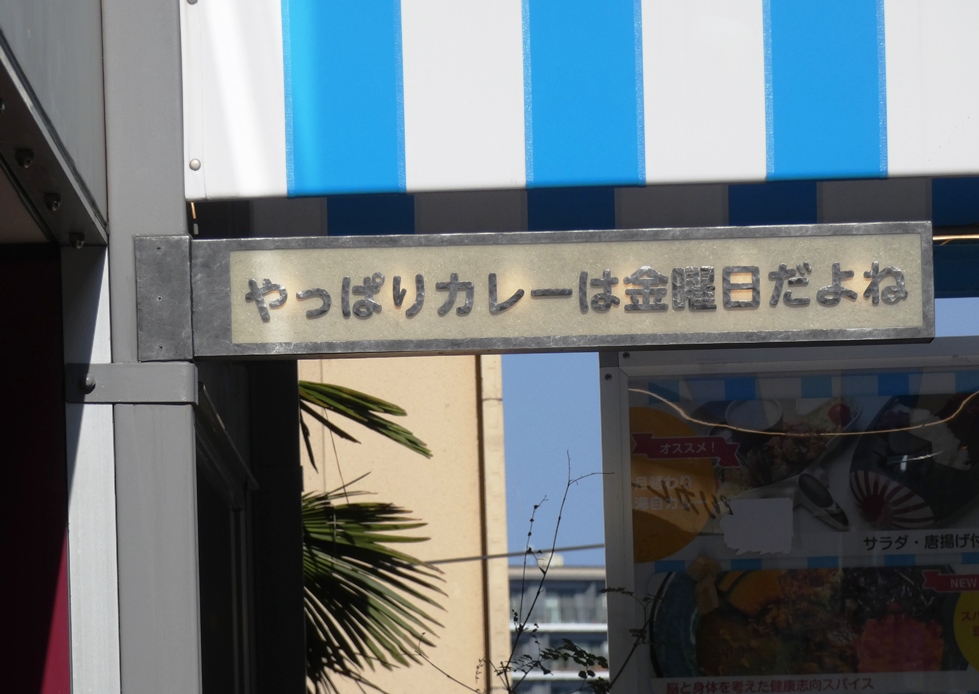 やっぱりカレーは金曜日だよね
オススメ！
サラダ・唐揚げ付
NEW
脳と身体を考えた健康志向スパイス